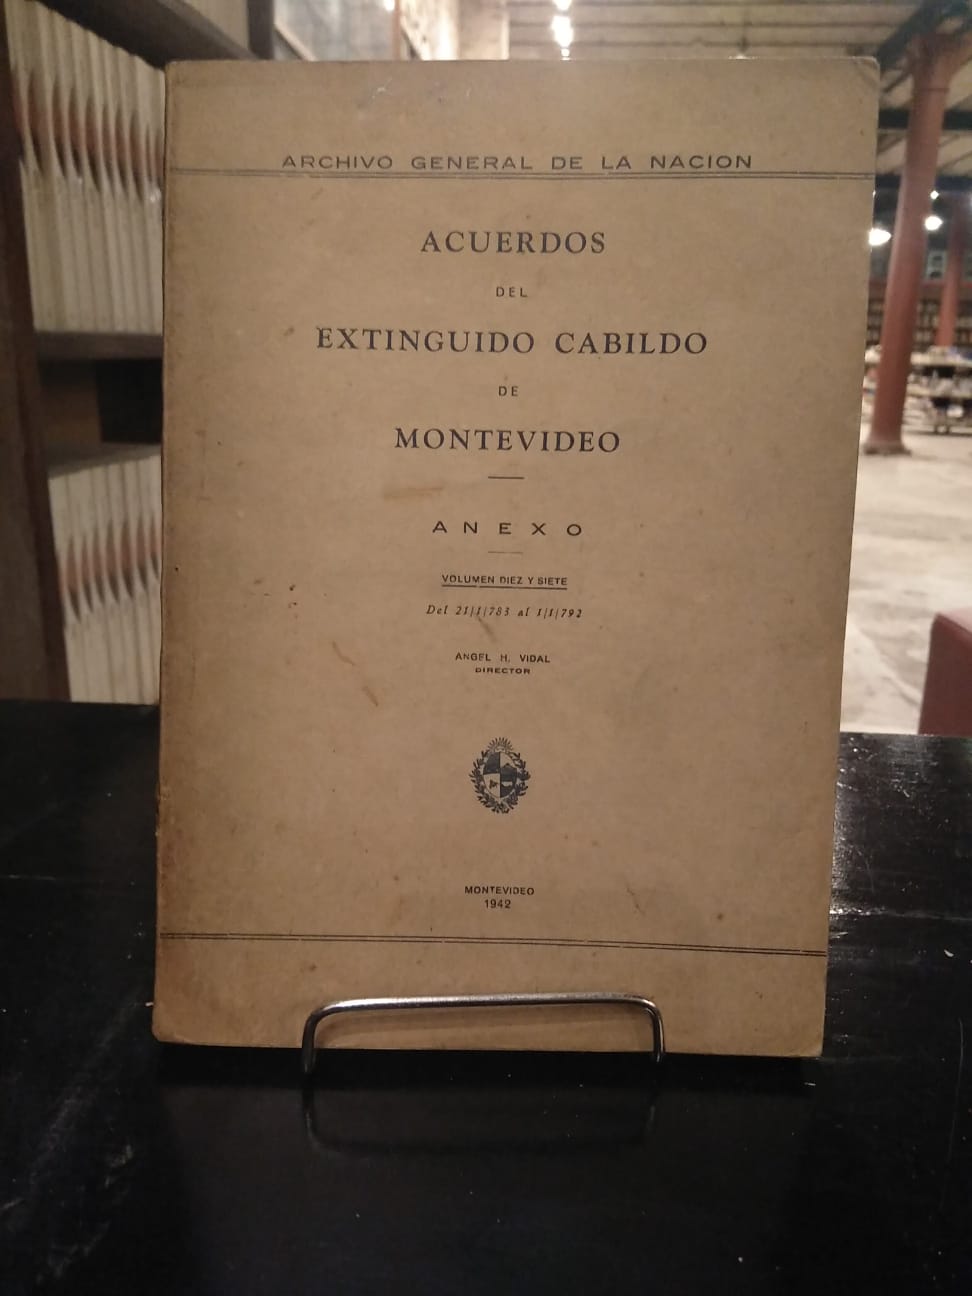 ARCHIVO GENERAL DE LA NACION
ACUERDOS
DEL
EXTINGUIDO CABILDO
DE
MONTEVIDEO
ANEXO
VOLUMEN DIEZ Y SIETE
Del 21/1/783 al 1/1/792
ANGEL H. VIDAL
DIRECTOR
MONTEVIDEO
1942